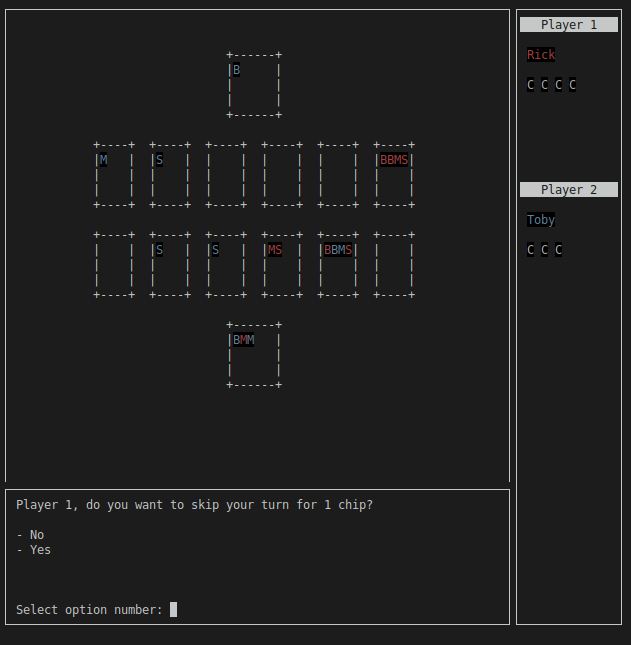 Player 1
Rick
C C C C
B
M S BBMS
Player 2
Toby
C C C
S S MS BBMS
BMM
Player 1, do you want to skip your turn for 1 chip?
- No
- Yes
Select option number: